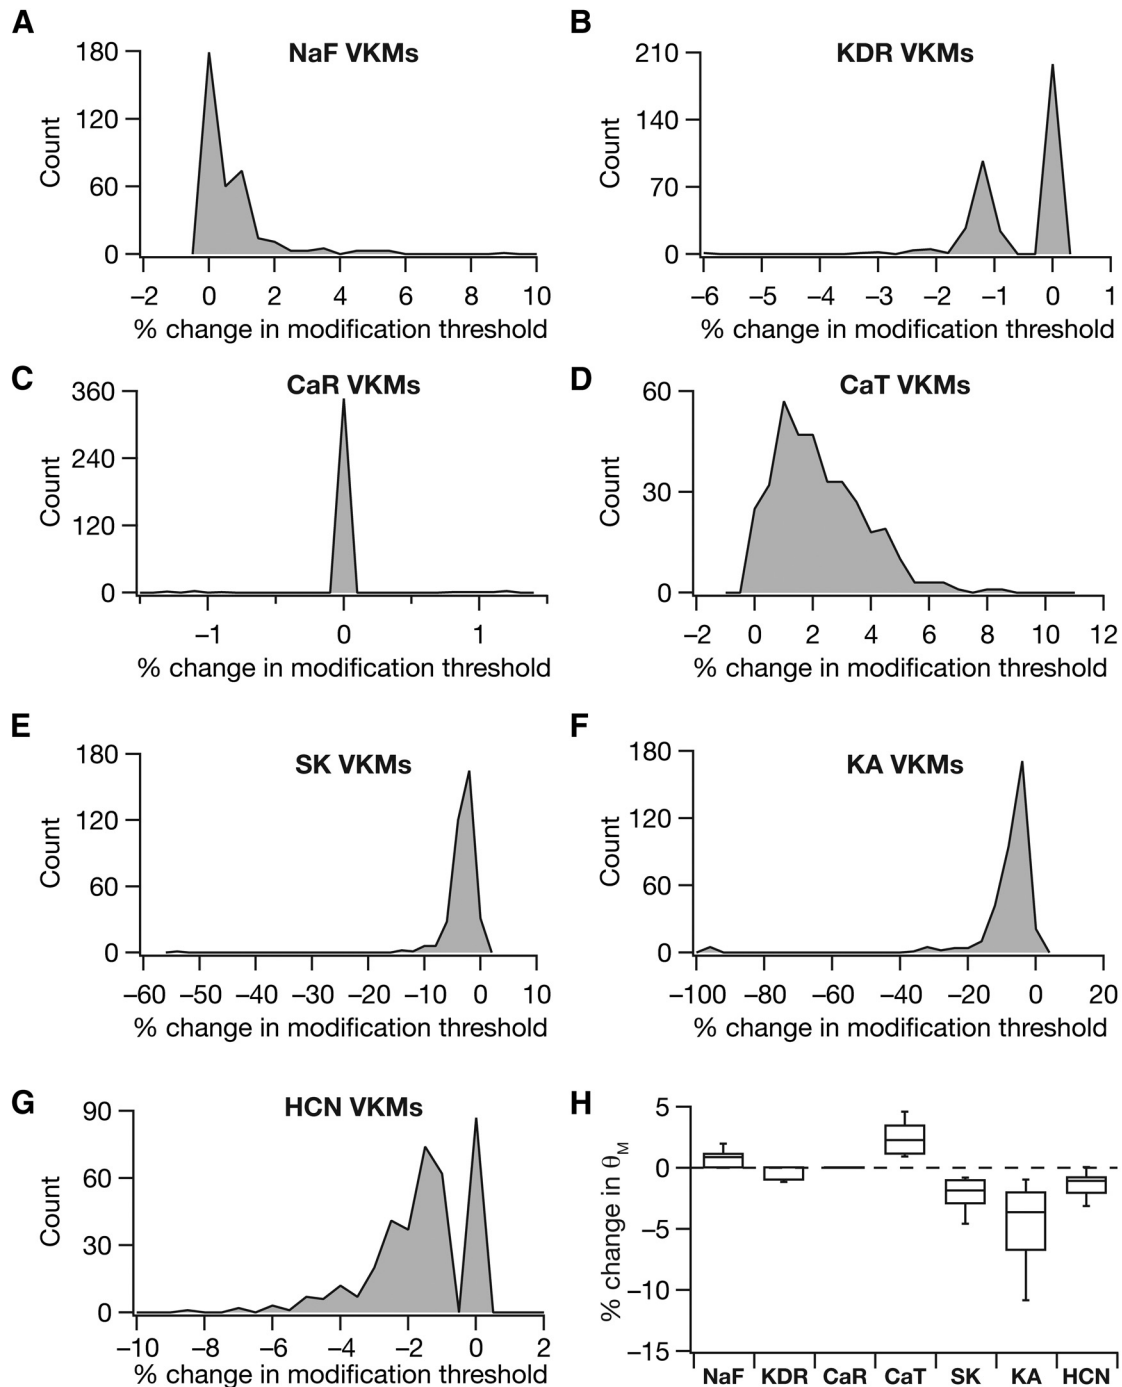 A
NaF VKMs
180
120
60
0
Count
−2 0 2 4 6 8 10
% change in modification threshold
B
KDR VKMs
210
140
70
0
Count
−6 −5 −4 −3 −2 −1 0 1
% change in modification threshold
C
CaR VKMs
360
240
120
0
Count
−1 0 1
% change in modification threshold
D
CaT VKMs
60
30
0
Count
−2 0 2 4 6 8 10 12
% change in modification threshold
E
SK VKMs
180
120
60
0
Count
−60 −50 −40 −30 −20 −10 0 10
% change in modification threshold
F
KA VKMs
180
120
60
0
Count
−100 −80 −60 −40 −20 0 20
% change in modification threshold
G
HCN VKMs
90
60
30
0
Count
−10 −8 −6 −4 −2 0 2
% change in modification threshold
H
5
0
−5
−10
−15
% change in θM
NaF KDR CaR CaT SK KA HCN